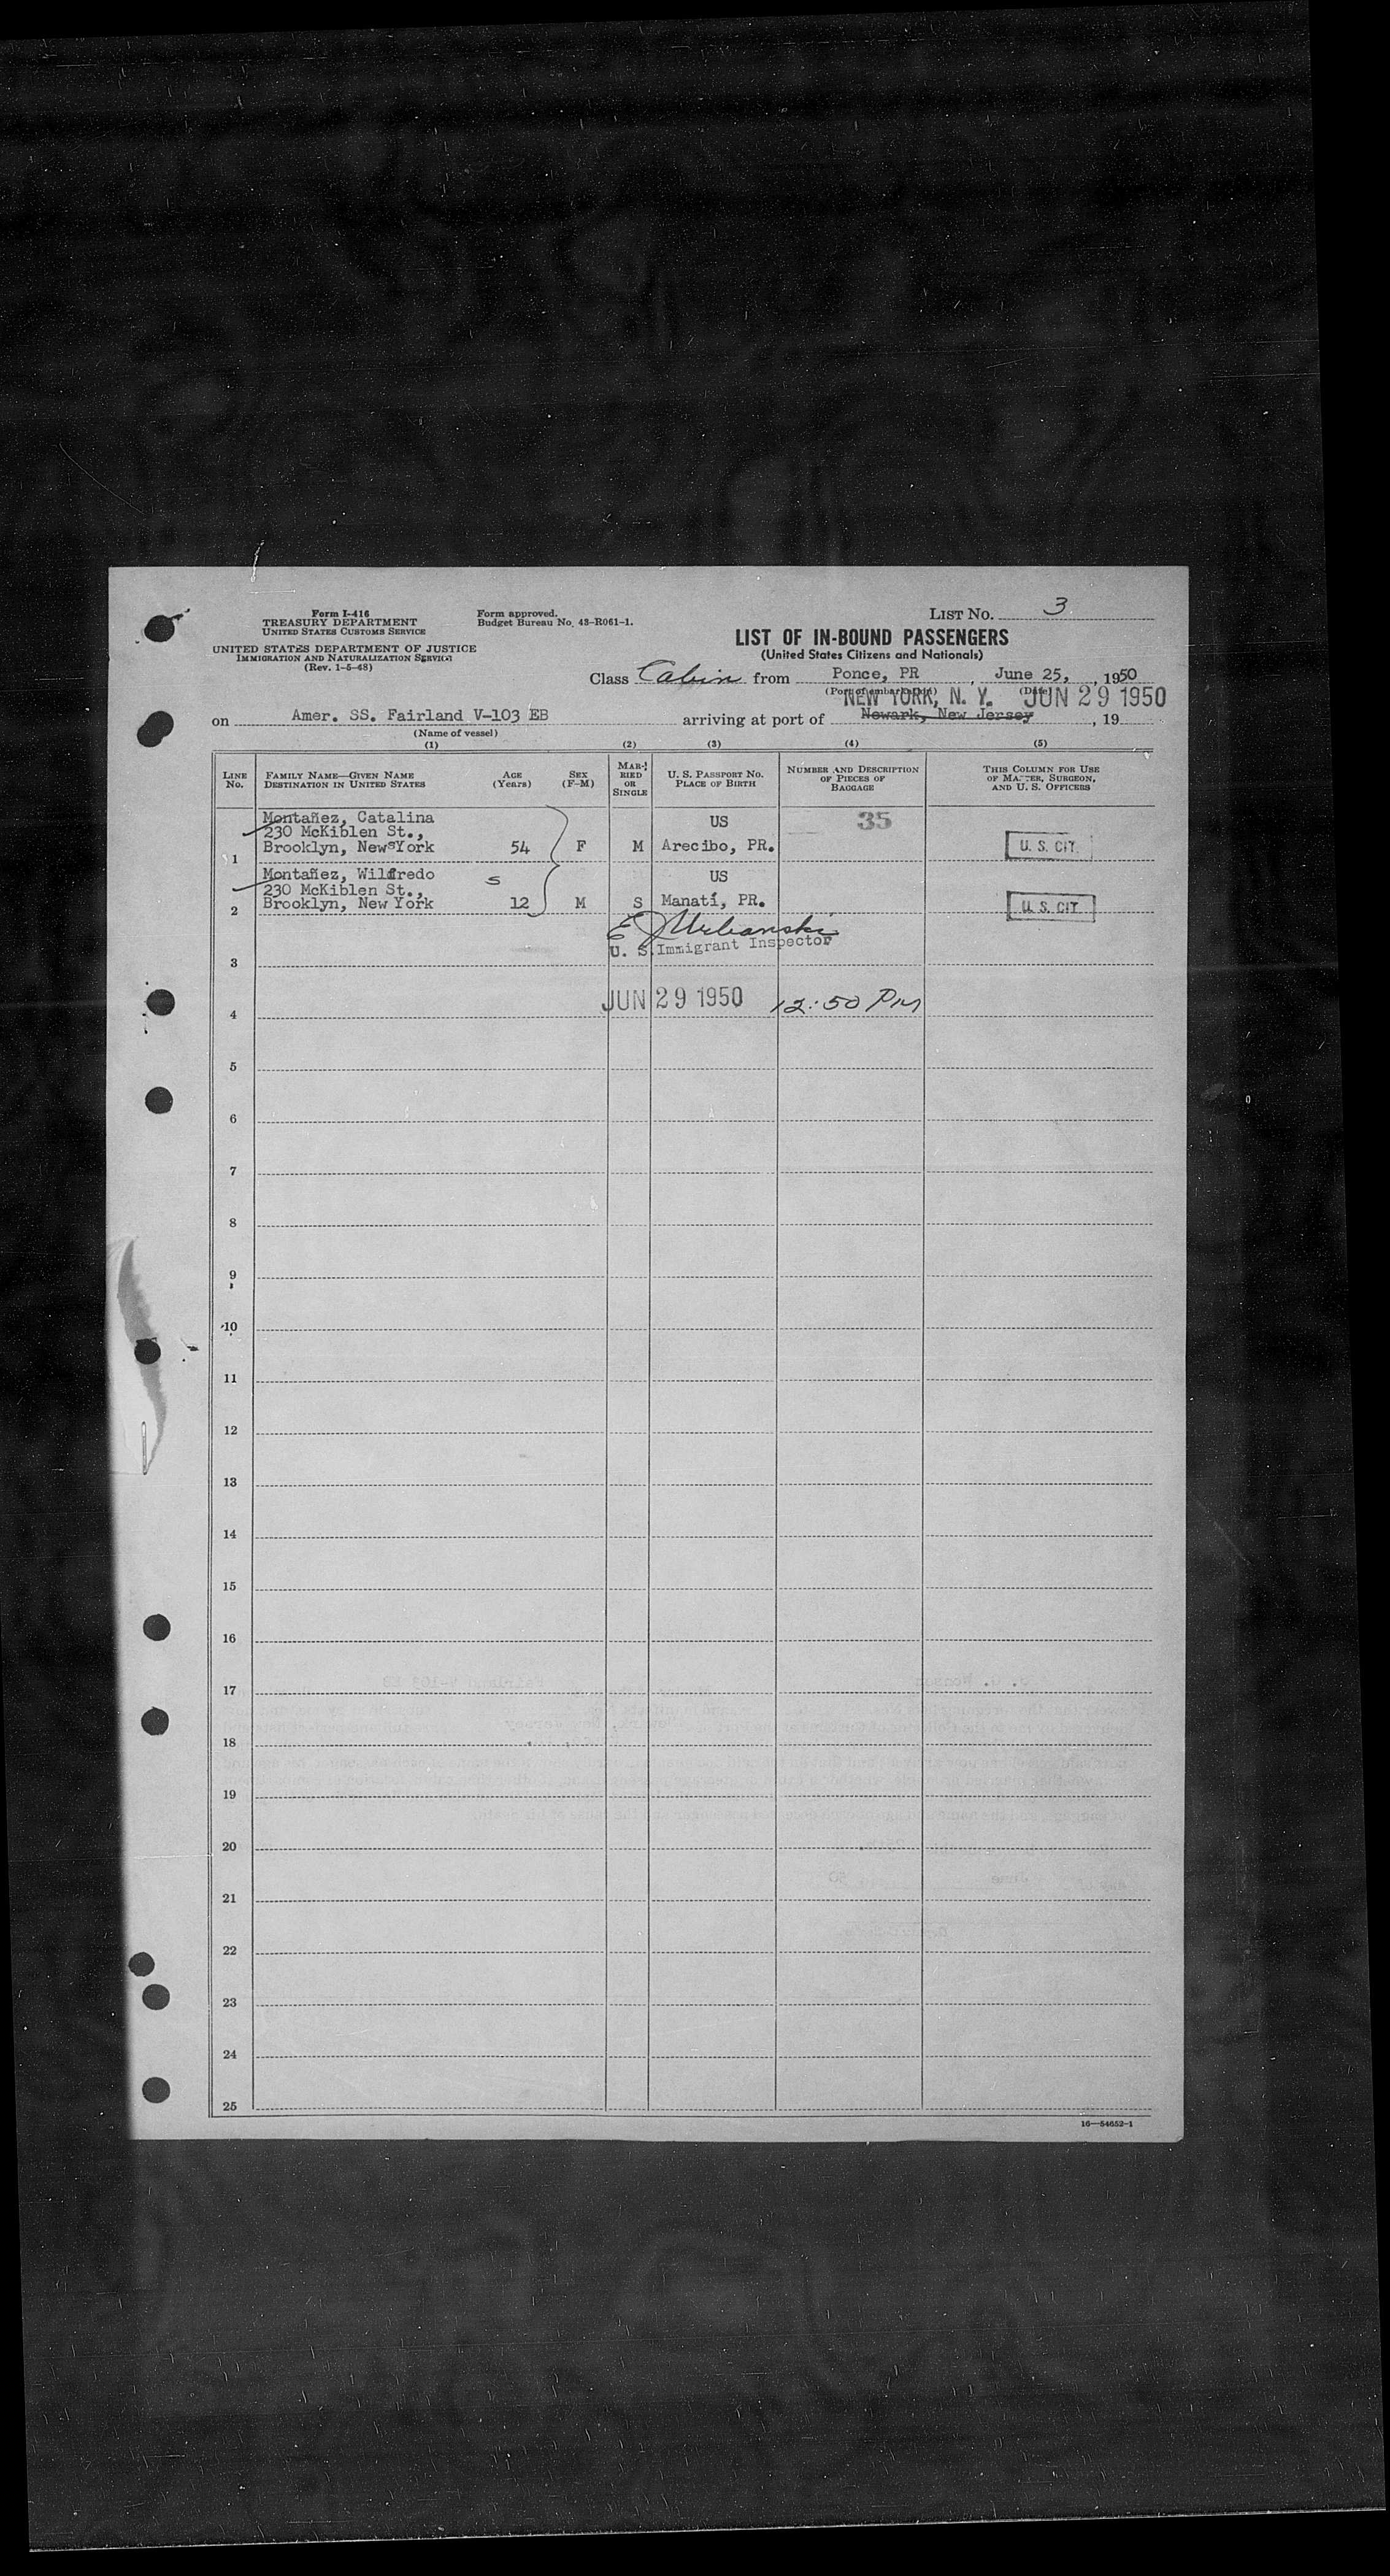 Form I-416
TREASURY DEPARTMENT
UNITED STATES CUSTOMS SERVICE
UNITED STATES DEPARTMENT OF JUSTICE
IMMIGRATION AND NATURALIZATION SERVICE
(Rev. 1-5-48)
Form approved.
Budget Bureau No. 43-R061-1.
LIST No. 3
LIST OF IN-BOUND PASSENGERS
(United States Citizens and Nationals)
Class Cabin from Ponce, PR, June 25, 1950
(Port of embarkation) (Date)
NEW YORK, N. Y. JUN 29 1950
on Amer. SS. Fairland V-103 EB arriving at port of Newark, New Jersey, 19
(Name of vessel)
(1) (2) (3) (4) (5)
LINE No. FAMILY NAME—GIVEN NAME DESTINATION IN UNITED STATES AGE (Years) SEX (F-M) MARRIED OR SINGLE U. S. PASSPORT NO. PLACE OF BIRTH NUMBER AND DESCRIPTION OF PIECES OF BAGGAGE THIS COLUMN FOR USE OF MASTER, SURGEON, AND U. S. OFFICERS
Montañez, Catalina US 35
230 McKiblen St.,
1 Brooklyn, New York 54 F M Arecibo, PR. U. S. CIT.
Montañez, Wilfredo s US
230 McKiblen St.,
2 Brooklyn, New York 12 M S Manatí, PR. U. S. CIT
E J Urbanski
U. S. Immigrant Inspector
3
JUN 29 1950 12:50 PM
4
5
6
7
8
9
10
11
12
13
14
15
16
17
18
19
20
21
22
23
24
25
16—54652-1